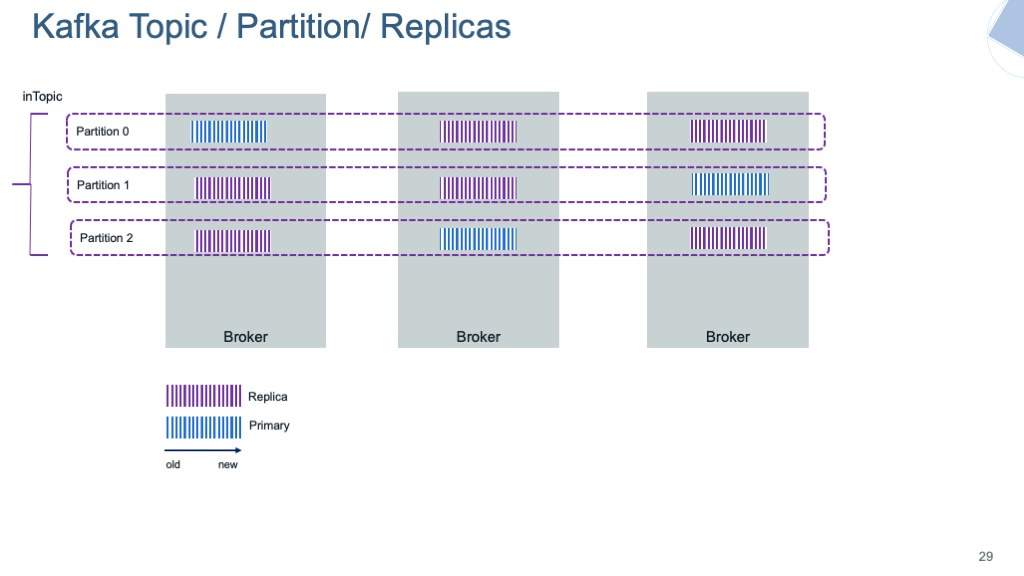 Kafka Topic / Partition/ Replicas
inTopic
Partition 0
Partition 1
Partition 2
Broker
Broker
Broker
Replica
Primary
old
new
29